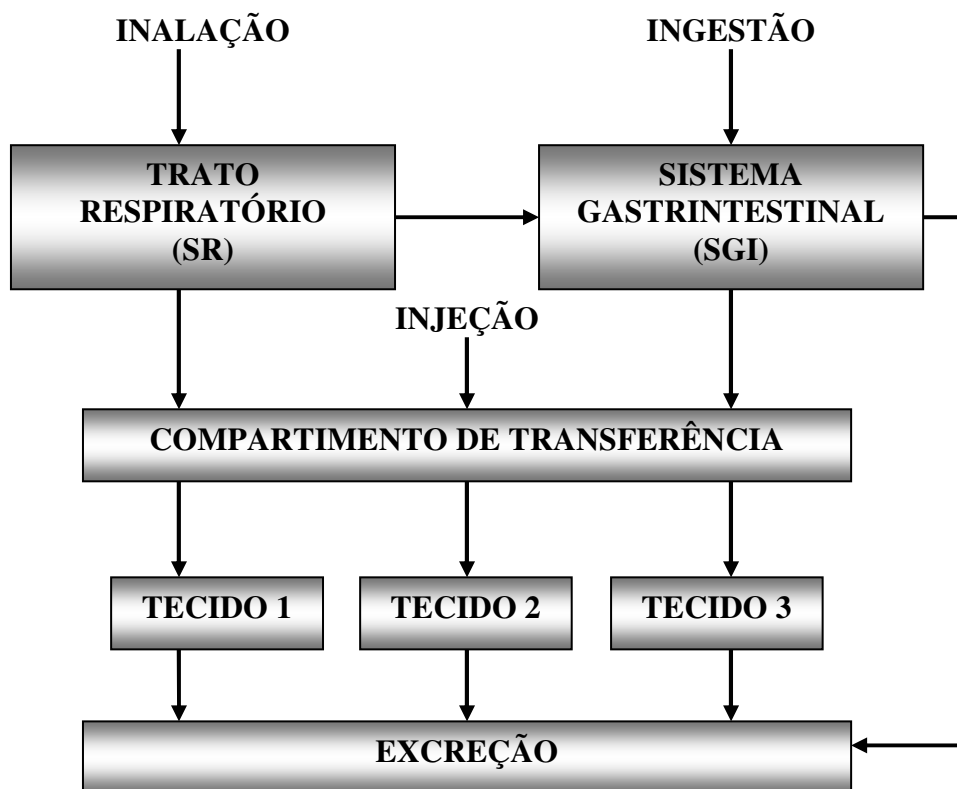 INALAÇÃO
INGESTÃO
TRATO
RESPIRATÓRIO
(SR)
SISTEMA
GASTRINTESTINAL
(SGI)
INJEÇÃO
COMPARTIMENTO DE TRANSFERÊNCIA
TECIDO 1
TECIDO 2
TECIDO 3
EXCREÇÃO